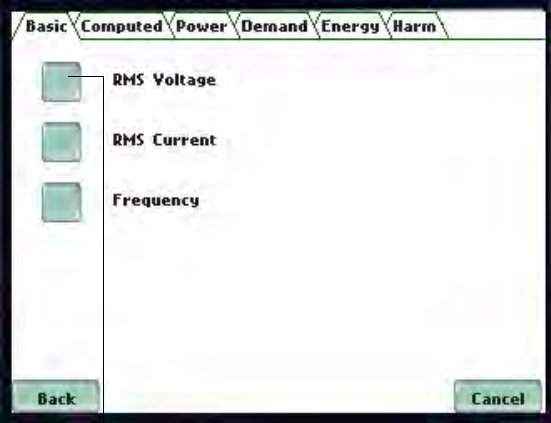 Basic Computed Power Demand Energy Harm
RMS Voltage
RMS Current
Frequency
Back Cancel